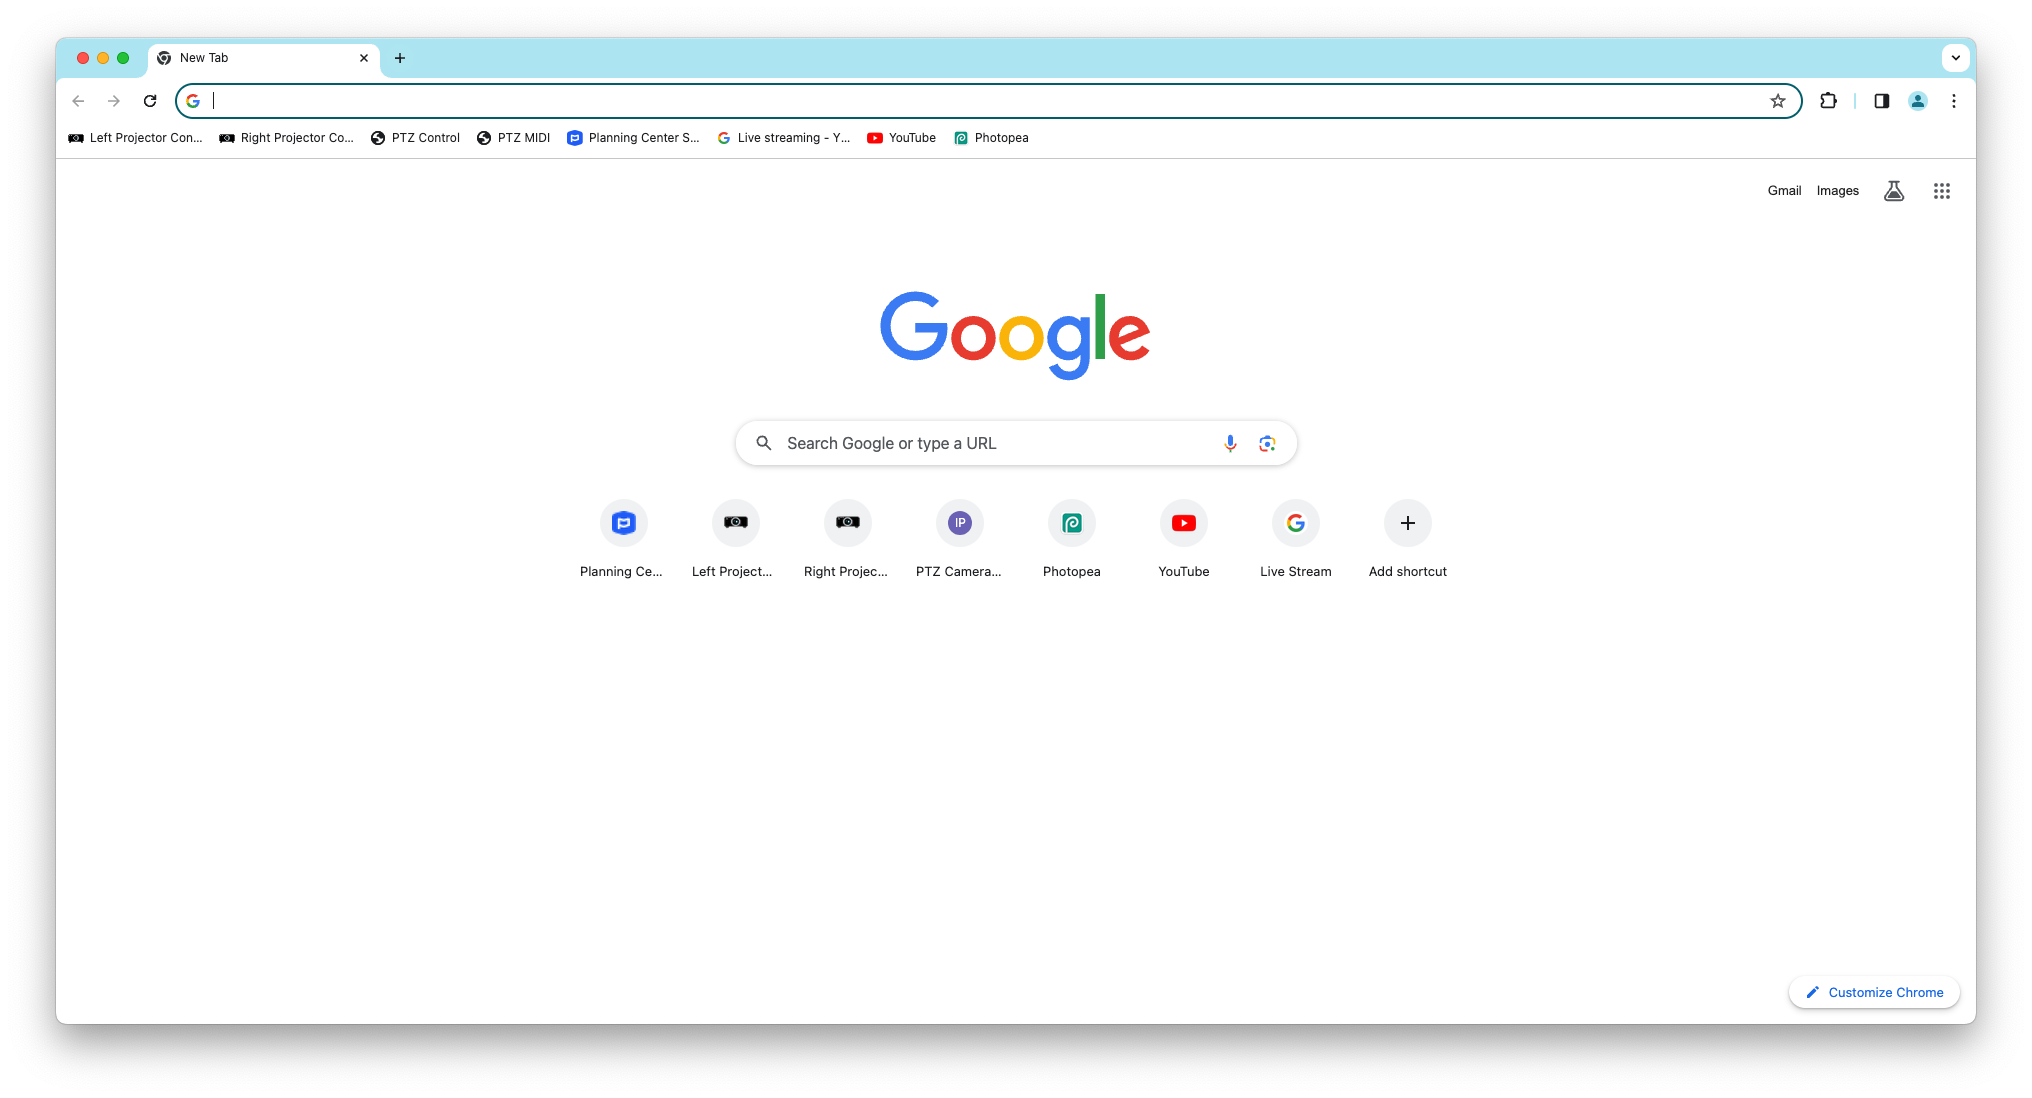 New Tab
Left Projector Con... Right Projector Co... PTZ Control PTZ MIDI Planning Center S... Live streaming - Y... YouTube Photopea
Gmail Images
Google
Search Google or type a URL
IP
Planning Ce... Left Project... Right Projec... PTZ Camera... Photopea YouTube Live Stream Add shortcut
Customize Chrome